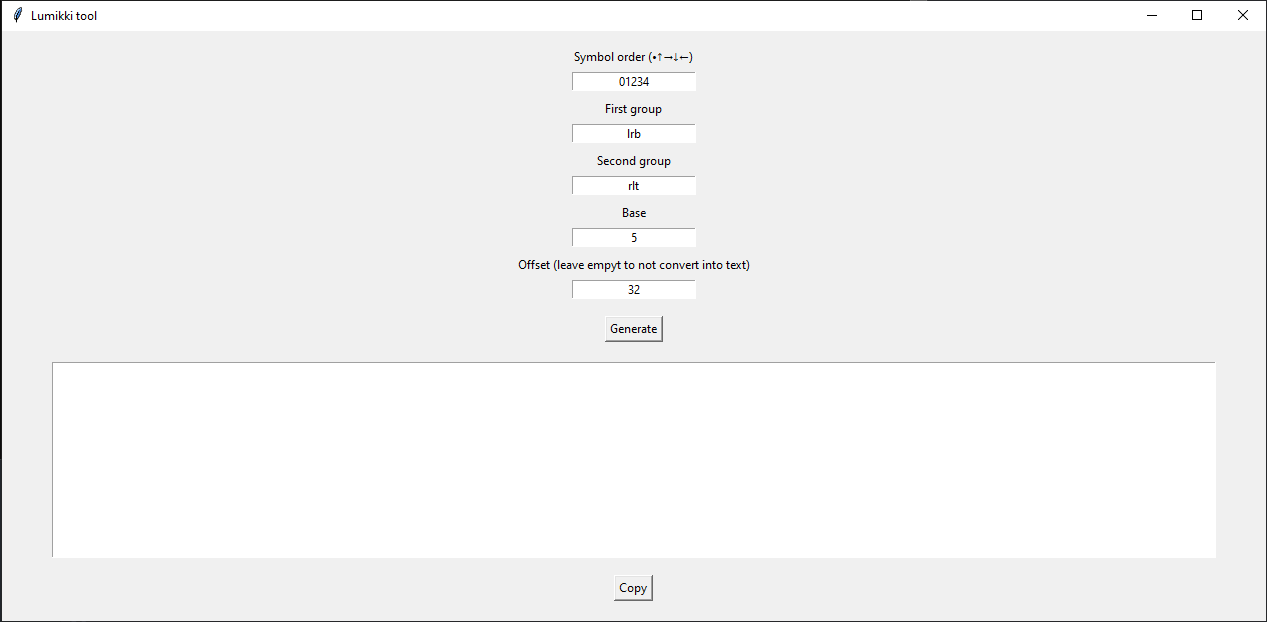 Lumikki tool
Symbol order (•↑→↓←)
01234
First group
lrb
Second group
rlt
Base
5
Offset (leave empyt to not convert into text)
32
Generate
Copy